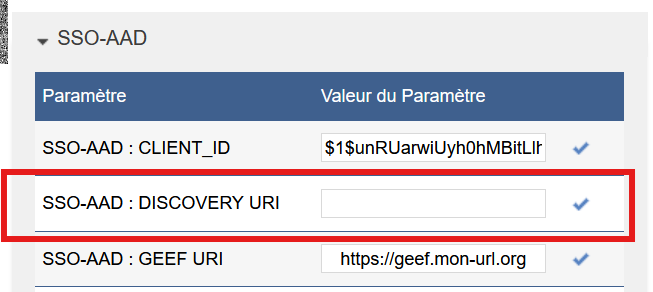 SSO-AAD
Paramètre Valeur du Paramètre
SSO-AAD : CLIENT_ID $1$unRUarwiUyh0hMBitLlh
SSO-AAD : DISCOVERY URI
SSO-AAD : GEEF URI https://geef.mon-url.org